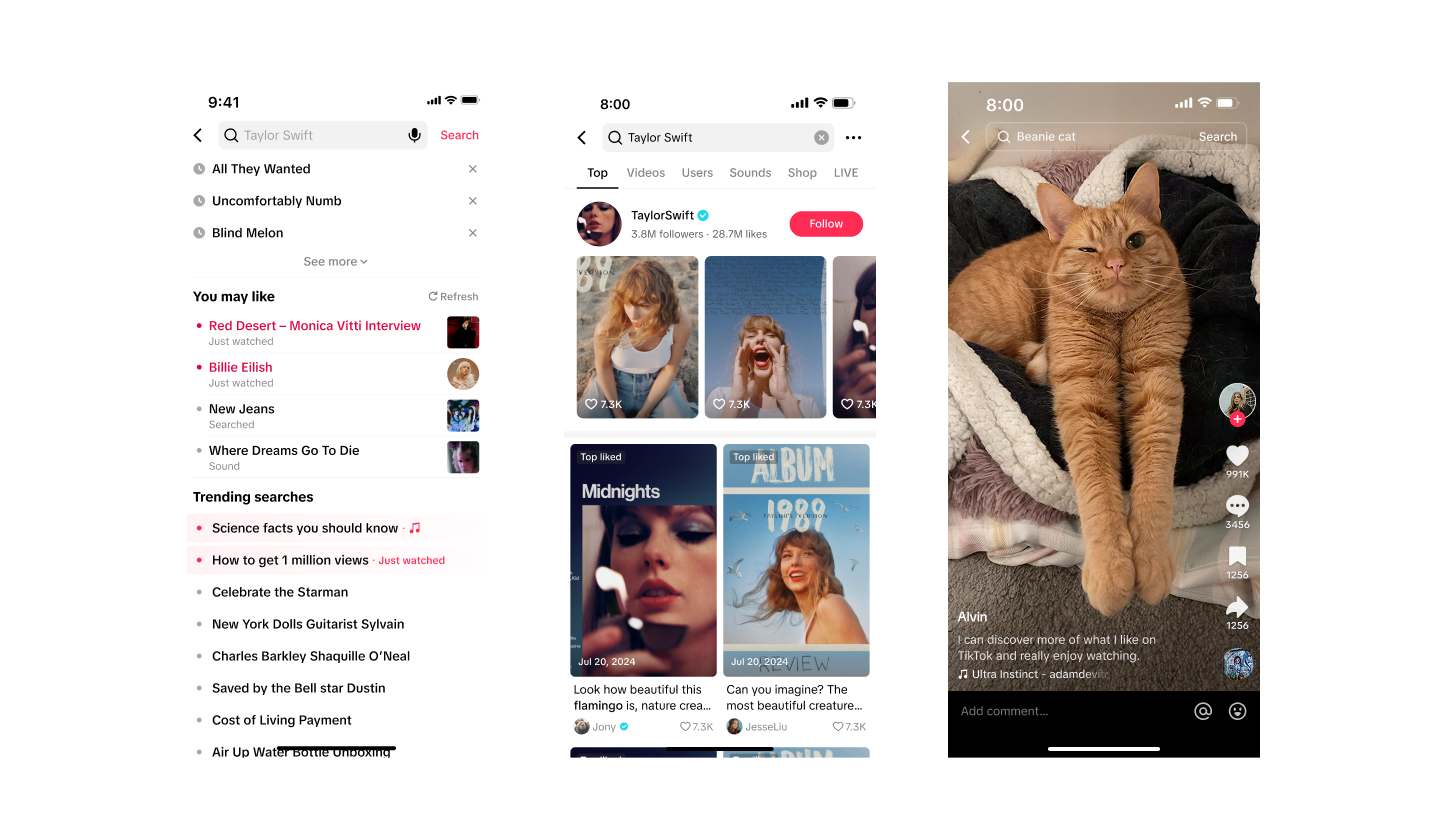 9:41
Taylor Swift
Search
All They Wanted
Uncomfortably Numb
Blind Melon
See more
You may like
Refresh
Red Desert – Monica Vitti Interview
Just watched
Billie Eilish
Just watched
New Jeans
Searched
Where Dreams Go To Die
Sound
Trending searches
Science facts you should know ·
How to get 1 million views · Just watched
Celebrate the Starman
New York Dolls Guitarist Sylvain
Charles Barkley Shaquille O’Neal
Saved by the Bell star Dustin
Cost of Living Payment
Air Up Water Bottle Unboxing
8:00
Taylor Swift
Top Videos Users Sounds Shop LIVE
TaylorSwift
3.8M followers · 28.7M likes
Follow
89
VERSION
7.3K
7.3K
7.3K
Top liked
Midnights
Jul 20, 2024
Look how beautiful this
flamingo is, nature crea...
Jony
7.3K
Top liked
ALBUM
1989
TAYLOR'S VERSION
Jul 20, 2024
REVIEW
Can you imagine? The
most beautiful creature...
JesseLiu
7.3K
8:00
Beanie cat
Search
991K
3456
1256
1256
Alvin
I can discover more of what I like on
TikTok and really enjoy watching.
Ultra Instinct - adamdevitr
Add comment...